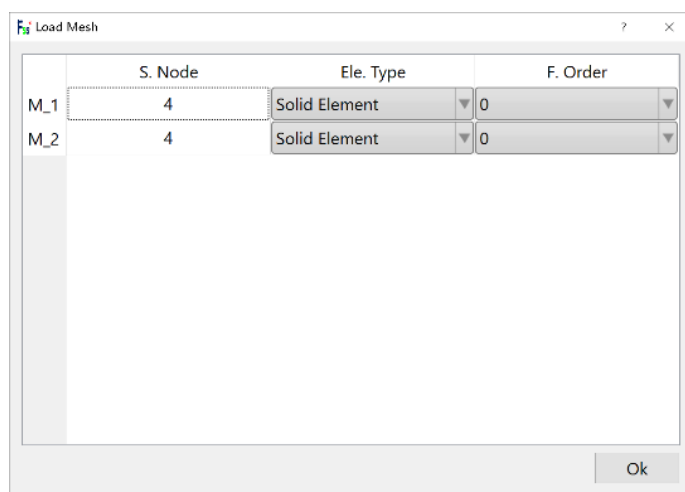 Load Mesh ? ×
S. Node Ele. Type F. Order
M_1 4 Solid Element 0
M_2 4 Solid Element 0
Ok